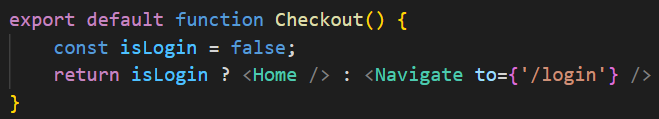 export default function Checkout() {
    const isLogin = false;
    return isLogin ? <Home /> : <Navigate to={'/login'} />
}